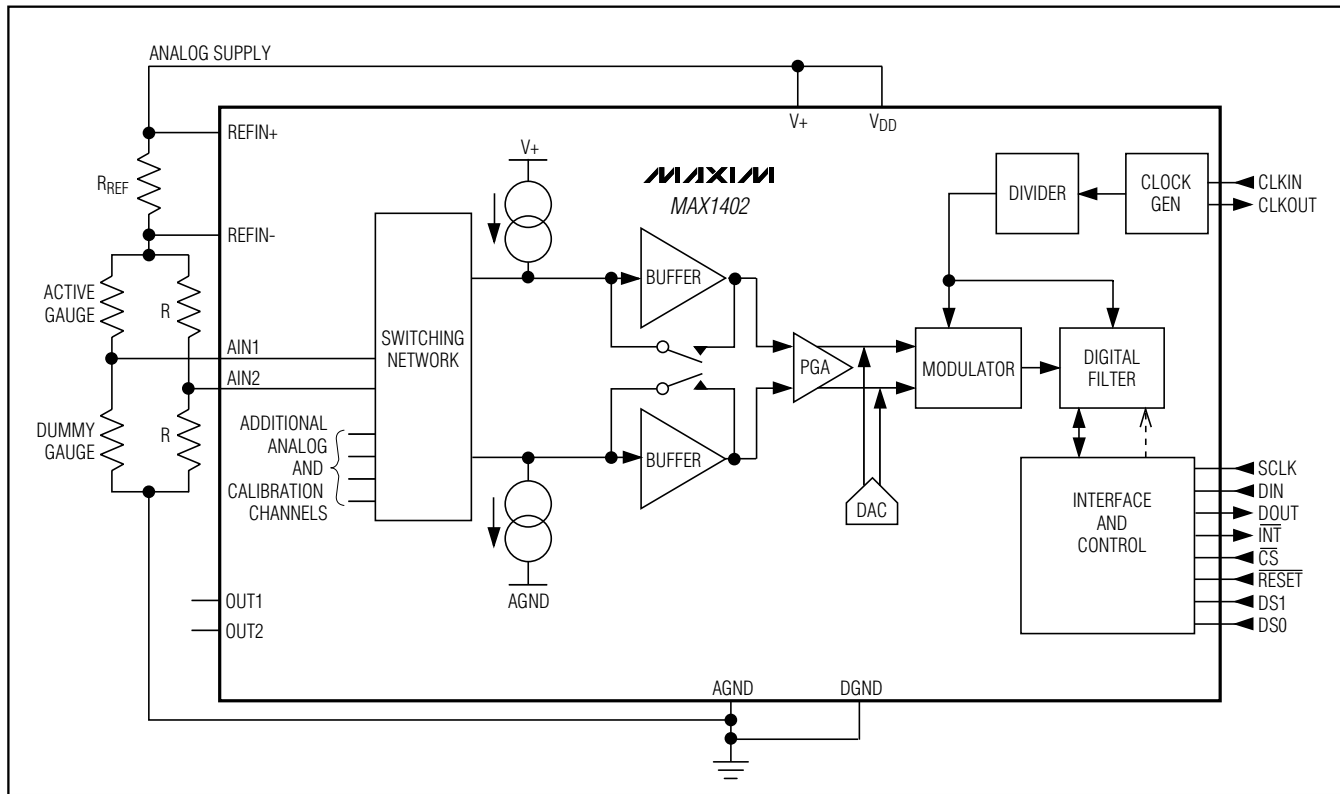 ANALOG SUPPLY
V+
VDD
REFIN+
RREF
REFIN-
ACTIVE
GAUGE
R
AIN1
AIN2
DUMMY
GAUGE
R
ADDITIONAL
ANALOG
AND
CALIBRATION
CHANNELS
OUT1
OUT2
SWITCHING
NETWORK
V+
AGND
MAXIM
MAX1402
BUFFER
BUFFER
PGA
DAC
MODULATOR
DIVIDER
CLOCK
GEN
CLKIN
CLKOUT
DIGITAL
FILTER
INTERFACE
AND
CONTROL
SCLK
DIN
DOUT
INT
CS
RESET
DS1
DS0
AGND
DGND